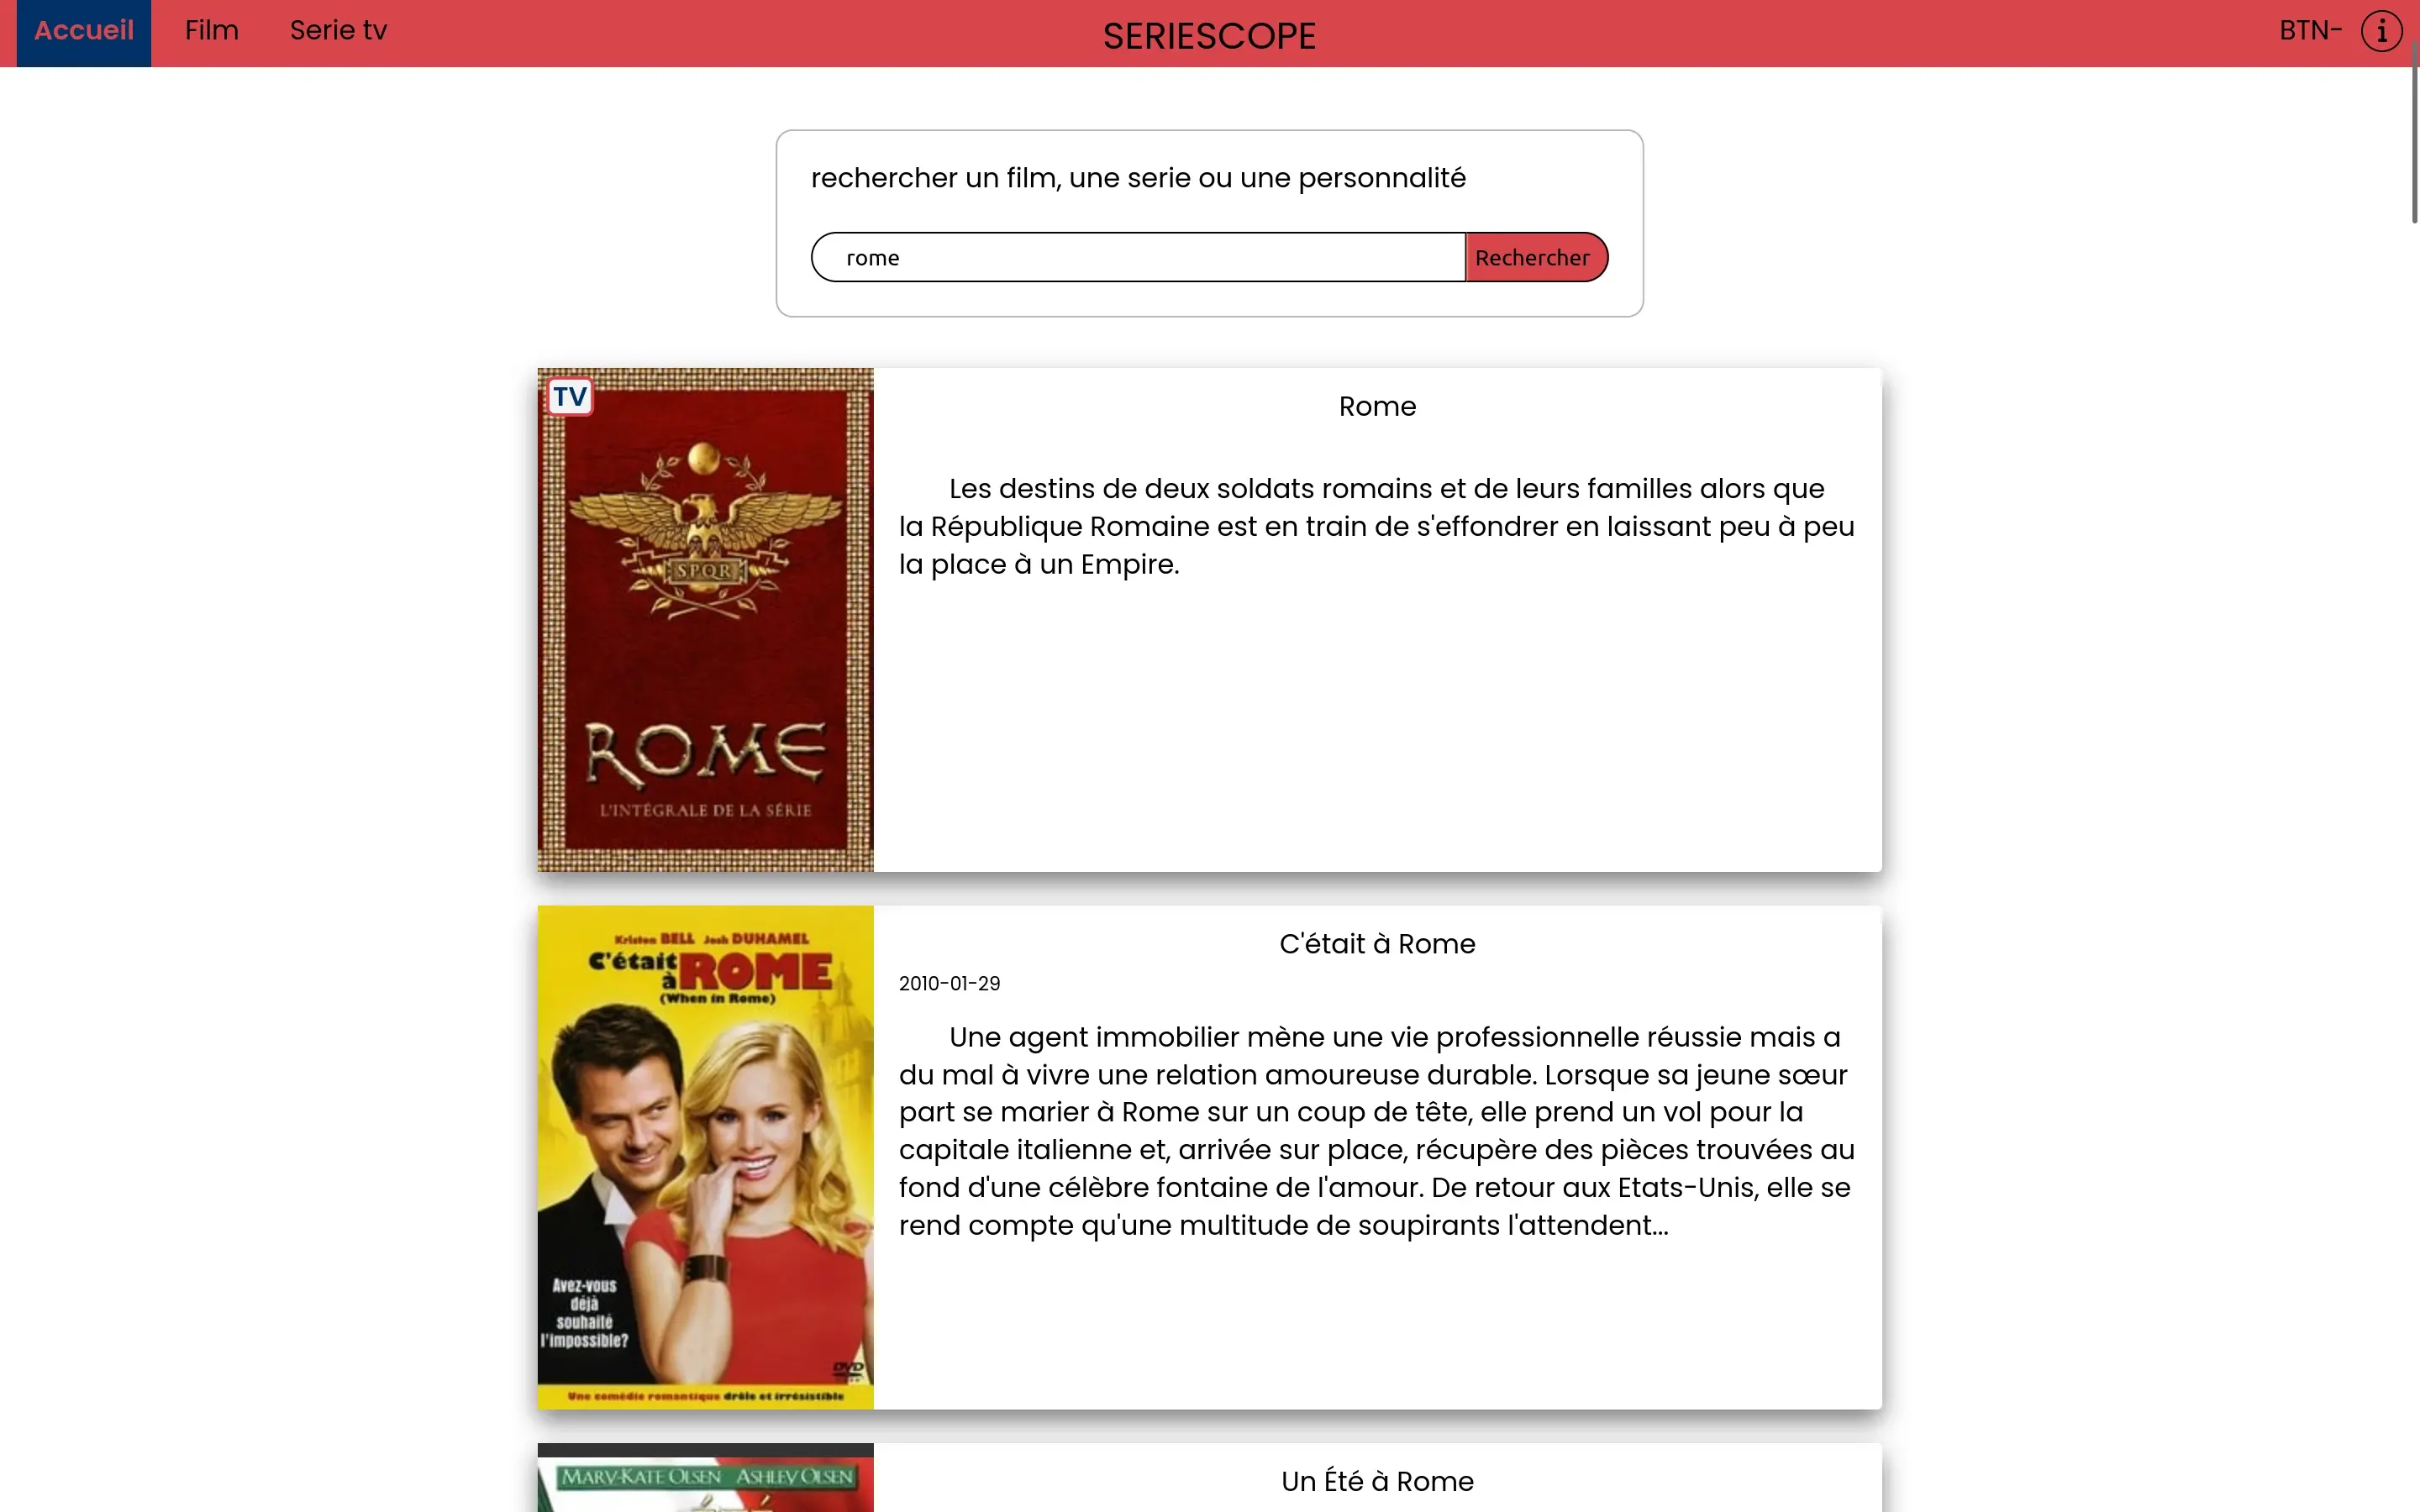 Accueil Film Serie tv SERIESCOPE BTN- i
rechercher un film, une serie ou une personnalité
rome Rechercher
TV
SPQR
ROME
L'INTÉGRALE DE LA SÉRIE
Rome
Les destins de deux soldats romains et de leurs familles alors que
la République Romaine est en train de s'effondrer en laissant peu à peu
la place à un Empire.
Kristen BELL Josh DUHAMEL
C'était
à ROME
(When in Rome)
Avez-vous
déjà
souhaité
l'impossible?
DVD
Une comédie romantique drôle et irrésistible
C'était à Rome
2010-01-29
Une agent immobilier mène une vie professionnelle réussie mais a
du mal à vivre une relation amoureuse durable. Lorsque sa jeune sœur
part se marier à Rome sur un coup de tête, elle prend un vol pour la
capitale italienne et, arrivée sur place, récupère des pièces trouvées au
fond d'une célèbre fontaine de l'amour. De retour aux Etats-Unis, elle se
rend compte qu'une multitude de soupirants l'attendent...
MARY-KATE OLSEN ASHLEY OLSEN
Un Été à Rome